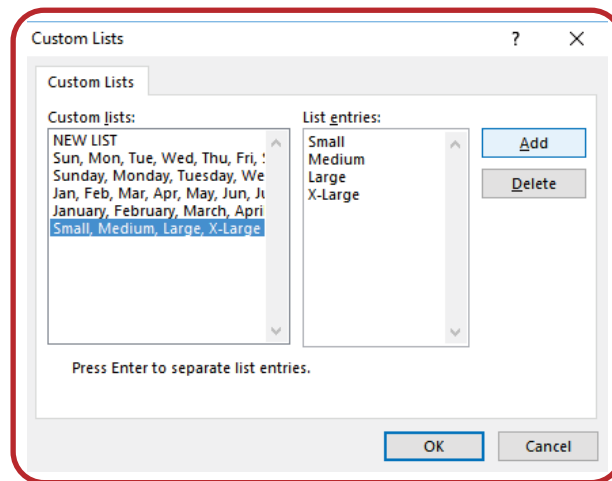 Custom Lists
?
Custom Lists
Custom lists:
NEW LIST
Sun, Mon, Tue, Wed, Thu, Fri,
Sunday, Monday, Tuesday, We
Jan, Feb, Mar, Apr, May, Jun,
January, February, March, Apri
Small, Medium, Large, X-Large
List entries:
Small
Medium
Large
X-Large
Add
Delete
Press Enter to separate list entries.
OK
Cancel